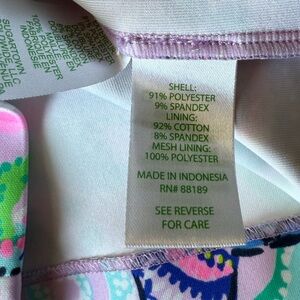 SHELL:
91% POLYESTER
9% SPANDEX
LINING:
92% COTTON
8% SPANDEX
MESH LINING:
100% POLYESTER
MADE IN INDONESIA
RN# 88189
SEE REVERSE
FOR CARE